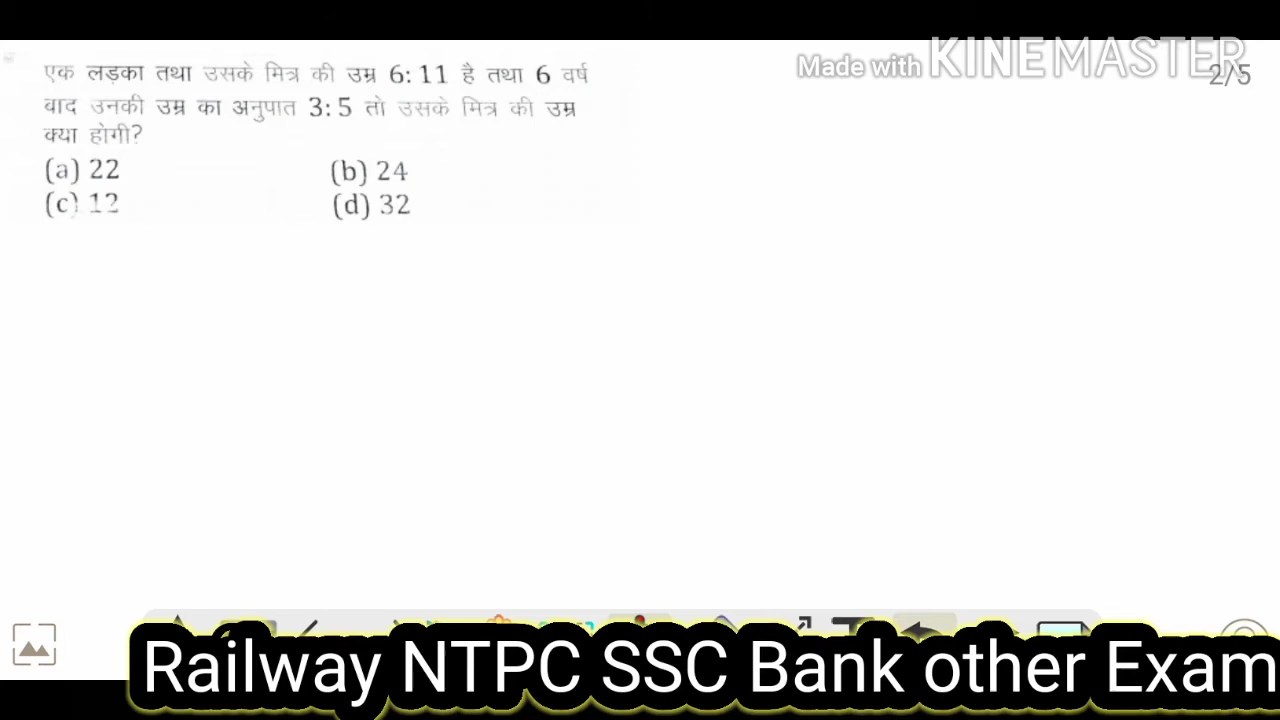 Made with KINEMASTER
2/5
एक लड़का तथा उसके मित्र की उम्र 6: 11 है तथा 6 वर्ष
बाद उनकी उम्र का अनुपात 3: 5 तो उसके मित्र की उम्र
क्या होगी?
(a) 22 (b) 24
(c) 12 (d) 32
Railway NTPC SSC Bank other Exam